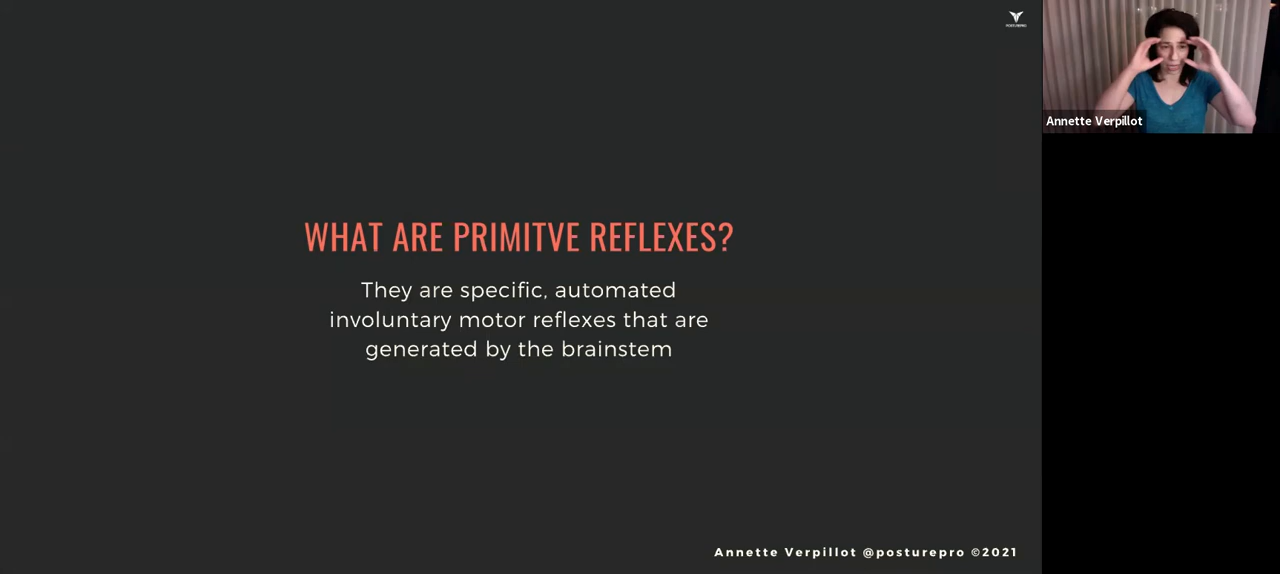 POSTUREPRO
Annette Verpillot
WHAT ARE PRIMITVE REFLEXES?
They are specific, automated
involuntary motor reflexes that are
generated by the brainstem
Annette Verpillot @posturepro ©2021